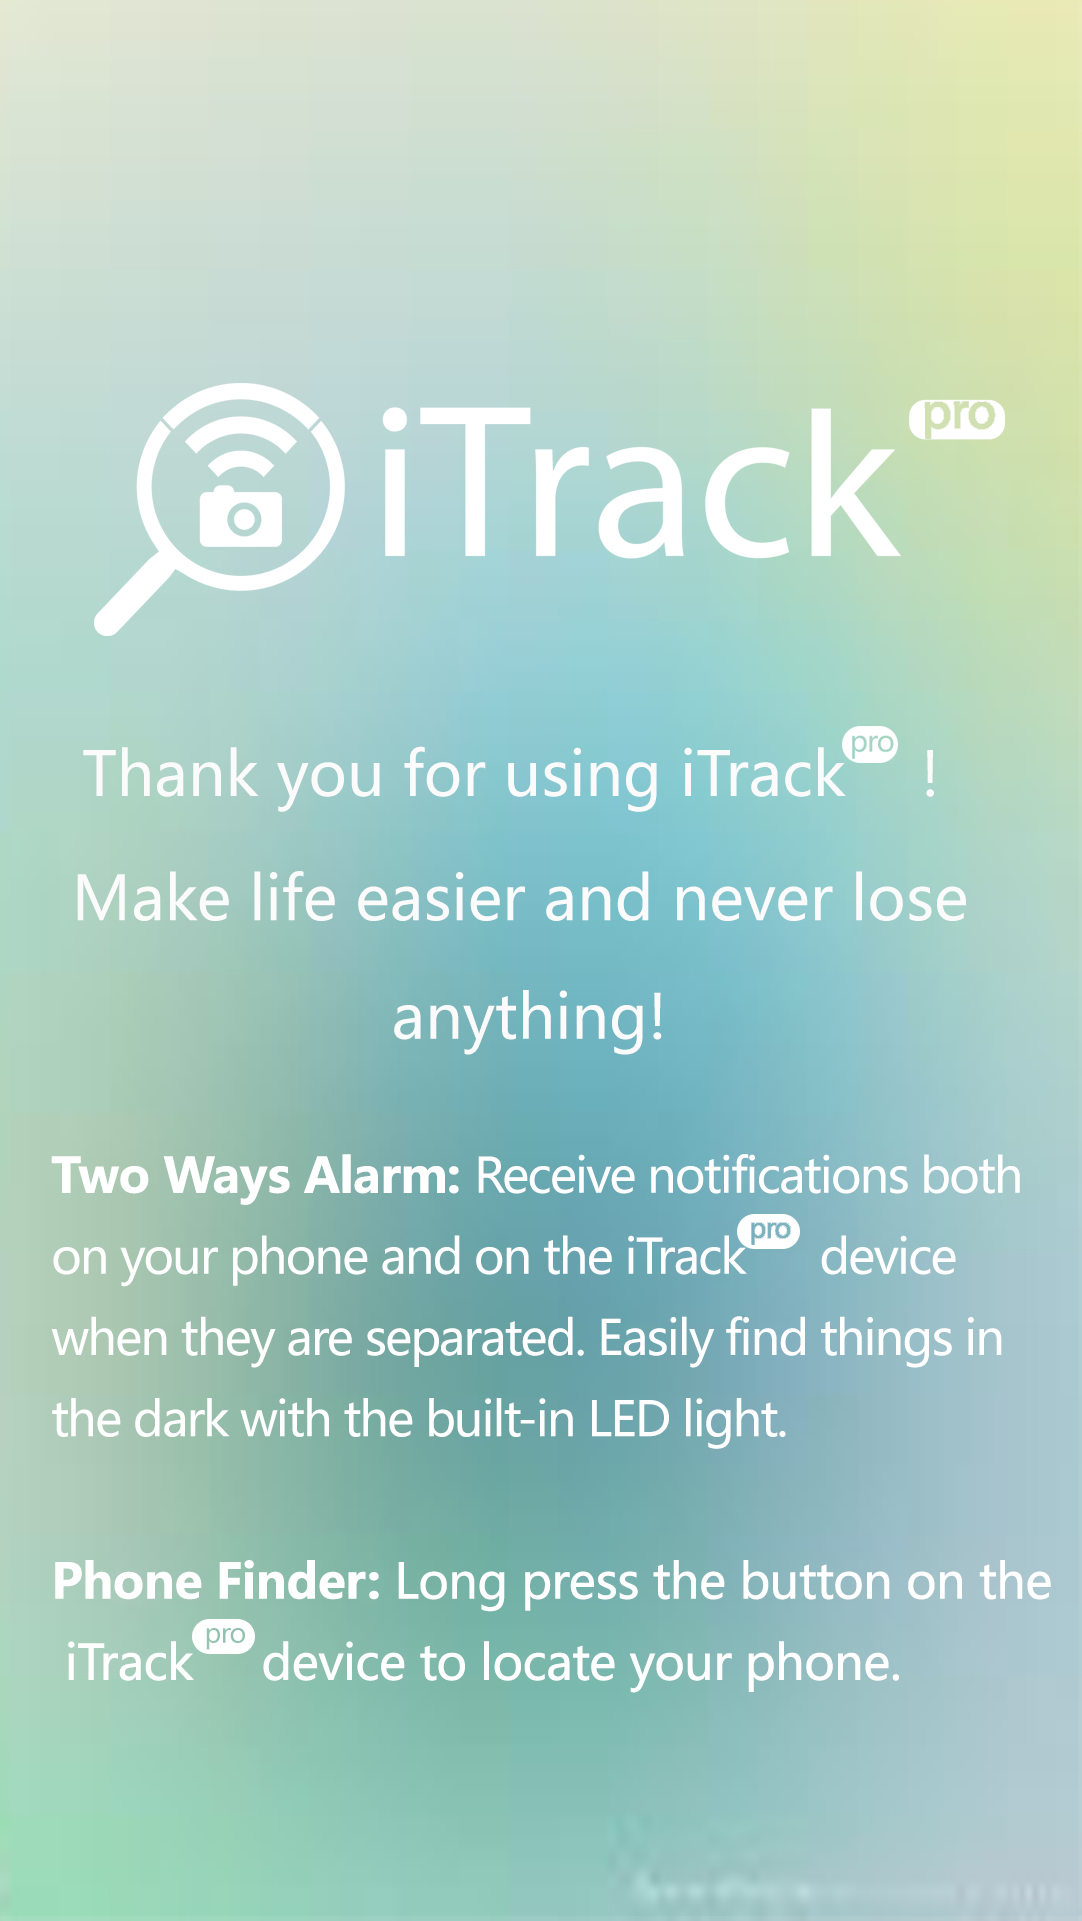 iTrack pro
Thank you for using iTrack pro !
Make life easier and never lose
anything!
Two Ways Alarm: Receive notifications both
on your phone and on the iTrack pro device
when they are separated. Easily find things in
the dark with the built-in LED light.
Phone Finder: Long press the button on the
iTrack pro device to locate your phone.